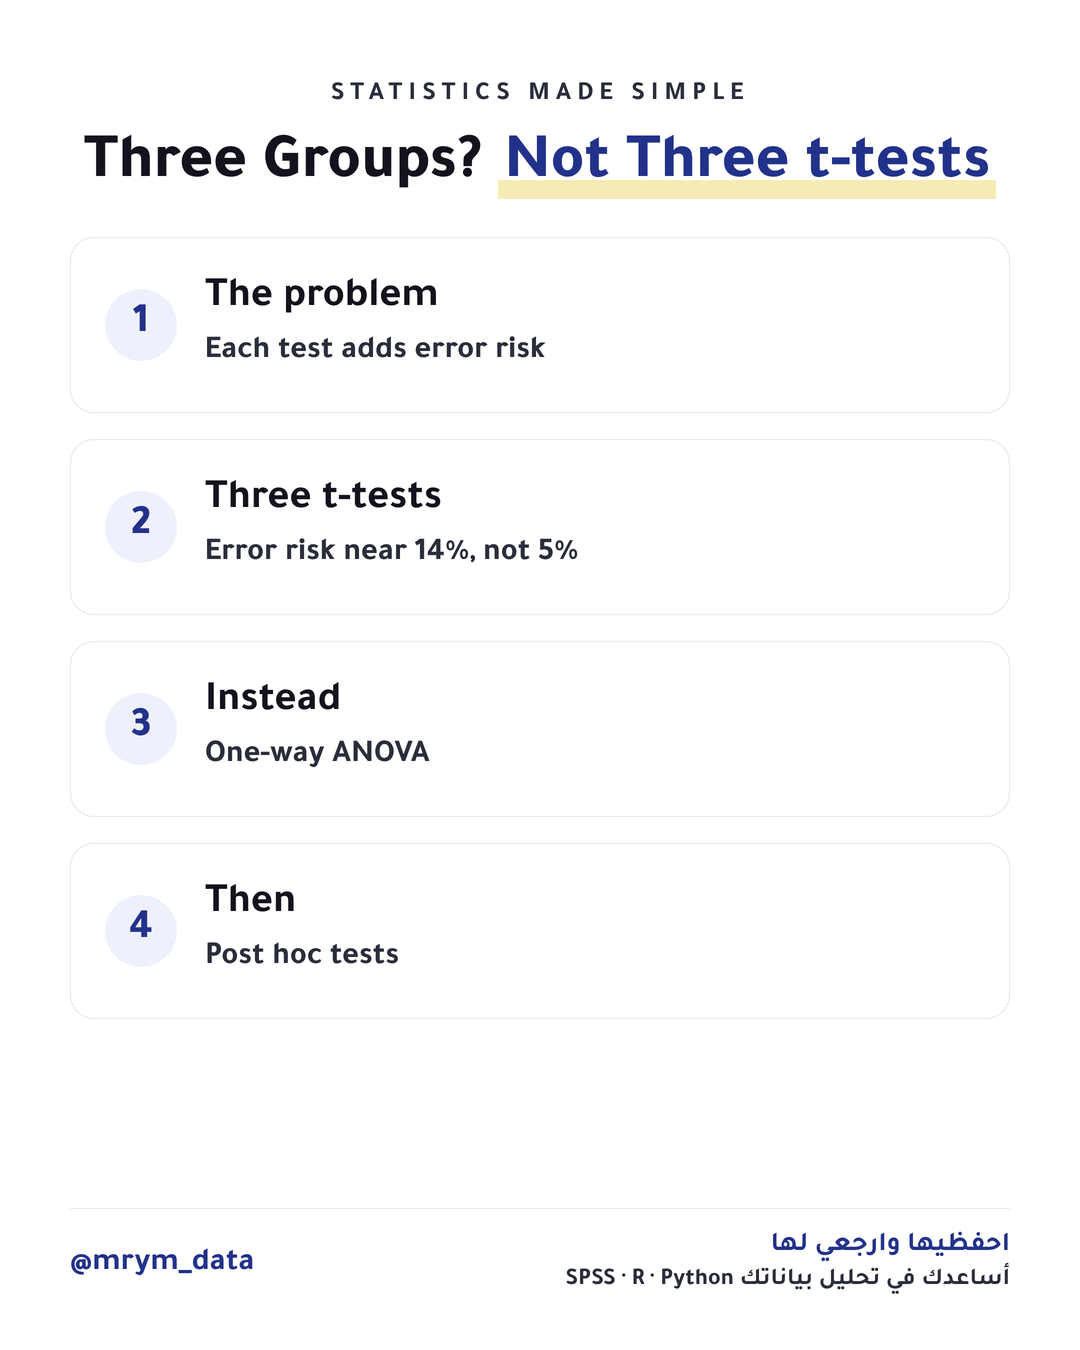 STATISTICS MADE SIMPLE
Three Groups? Not Three t-tests
1
The problem
Each test adds error risk
2
Three t-tests
Error risk near 14%, not 5%
3
Instead
One-way ANOVA
4
Then
Post hoc tests
@mrym_data
احفظيها وارجعي لها
أساعدك في تحليل بياناتك SPSS · R · Python